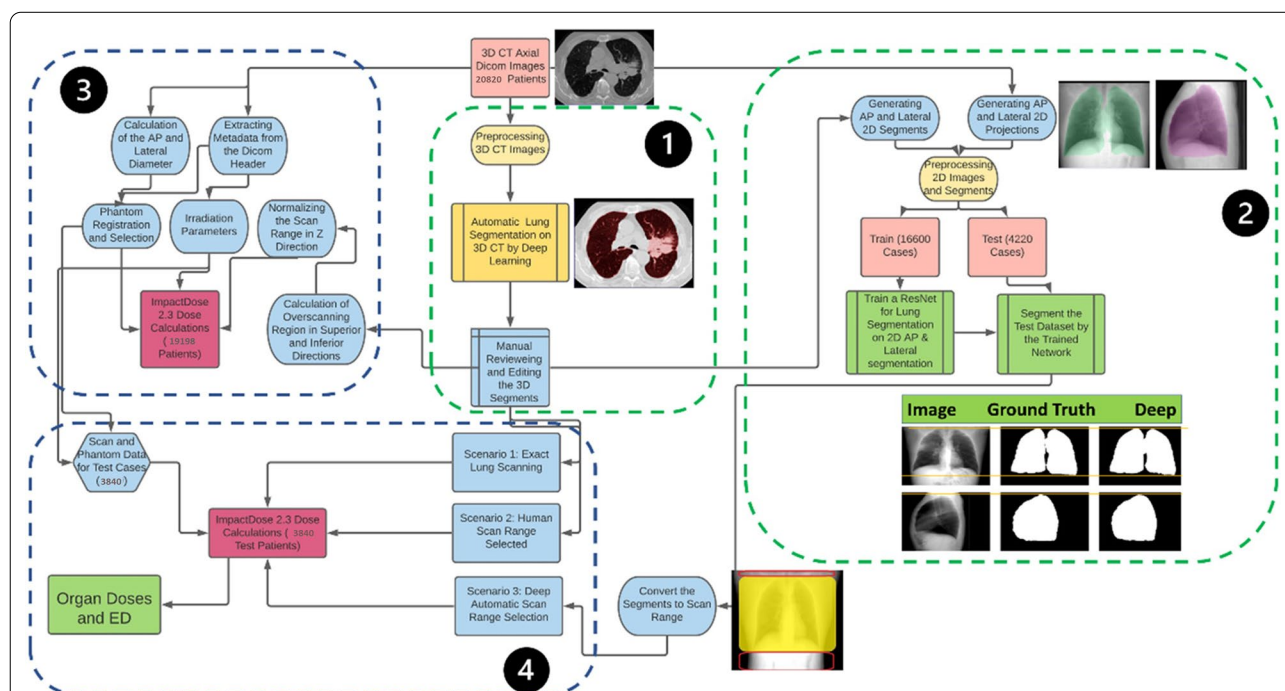 3D CT Axial
Dicom Images
20820 Patients
3
Calculation
of the AP and
Lateral
Diameter
Extracting
Metadata from
the Dicom
Header
Phantom
Registration
and Selection
Irradiation
Parameters
Normalizing
the Scan
Range in Z
Direction
ImpactDose
2.3 Dose
Calculations
( 19198
Patients)
Calculation of
Overscanning
Region in Superior
and Inferior
Directions
1
Preprocessing
3D CT Images
Automatic Lung
Segmentation on
3D CT by Deep
Learning
Manual
Revieweing
and Editing
the 3D
Segments
2
Generating
AP and Lateral
2D Segments
Generating AP
and Lateral 2D
Projections
Preprocessing
2D Images
and Segments
Train (16600
Cases)
Test (4220
Cases)
Train a ResNet
for Lung
Segmentation
on 2D AP &
Lateral
segmentation
Segment the
Test Dataset by
the Trained
Network
Image Ground Truth Deep
Scan and
Phantom Data
for Test Cases
(3840)
Scenario 1: Exact
Lung Scanning
ImpactDose 2.3 Dose
Calculations ( 3840
Test Patients)
Scenario 2: Human
Scan Range
Selected
Organ Doses
and ED
Scenario 3: Deep
Automatic Scan
Range Selection
Convert the
Segments to Scan
Range
4